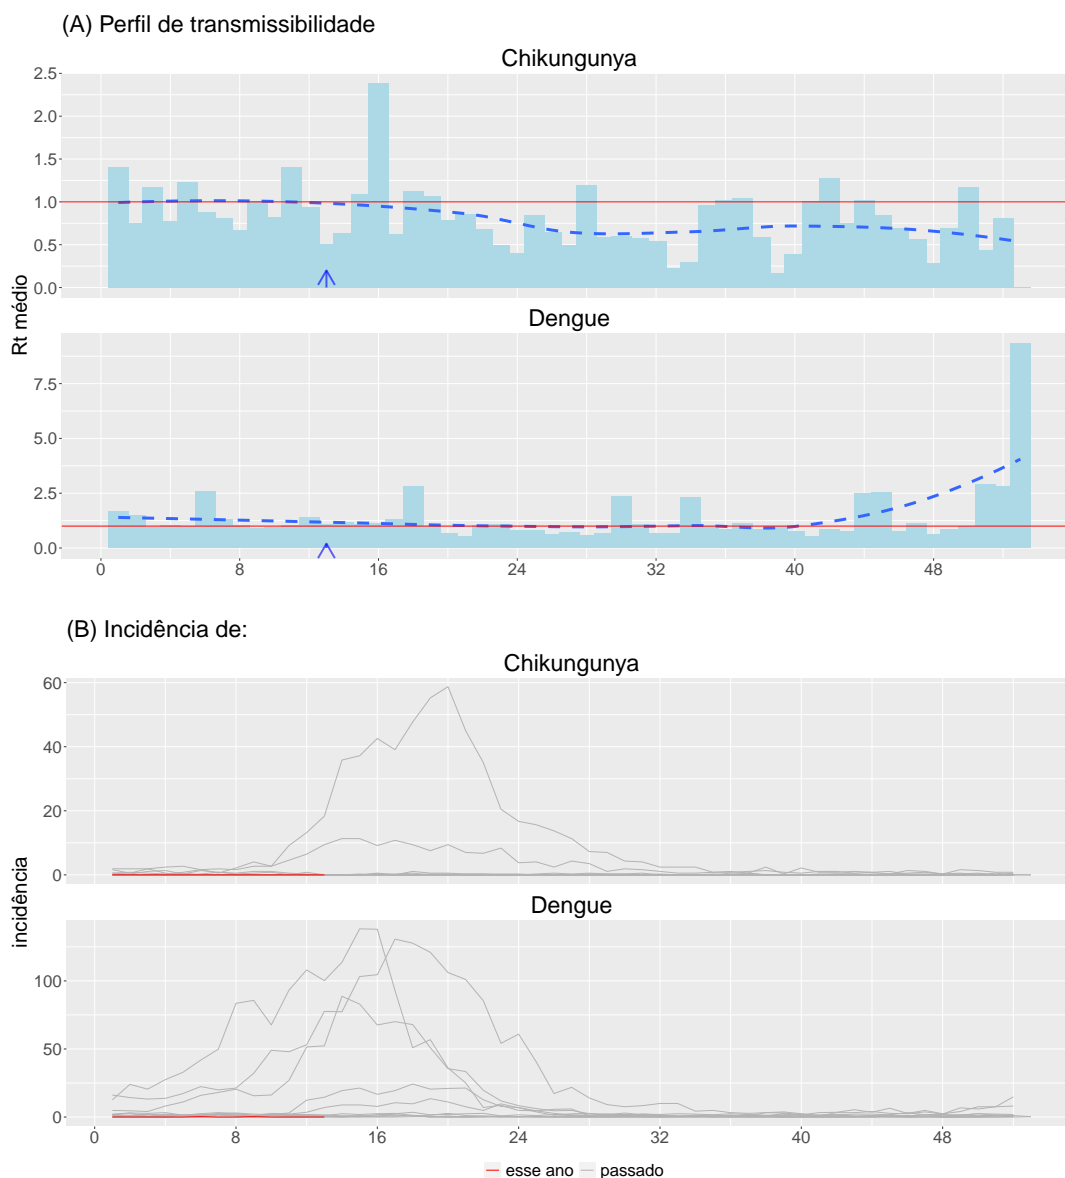 (A) Perfil de transmissibilidade
Chikungunya
2.5
2.0
1.5
1.0
0.5
0.0
Rt médio
Dengue
7.5
5.0
2.5
0.0
0 8 16 24 32 40 48
(B) Incidência de:
Chikungunya
60
40
20
0
incidência
Dengue
100
50
0
0 8 16 24 32 40 48
esse ano passado